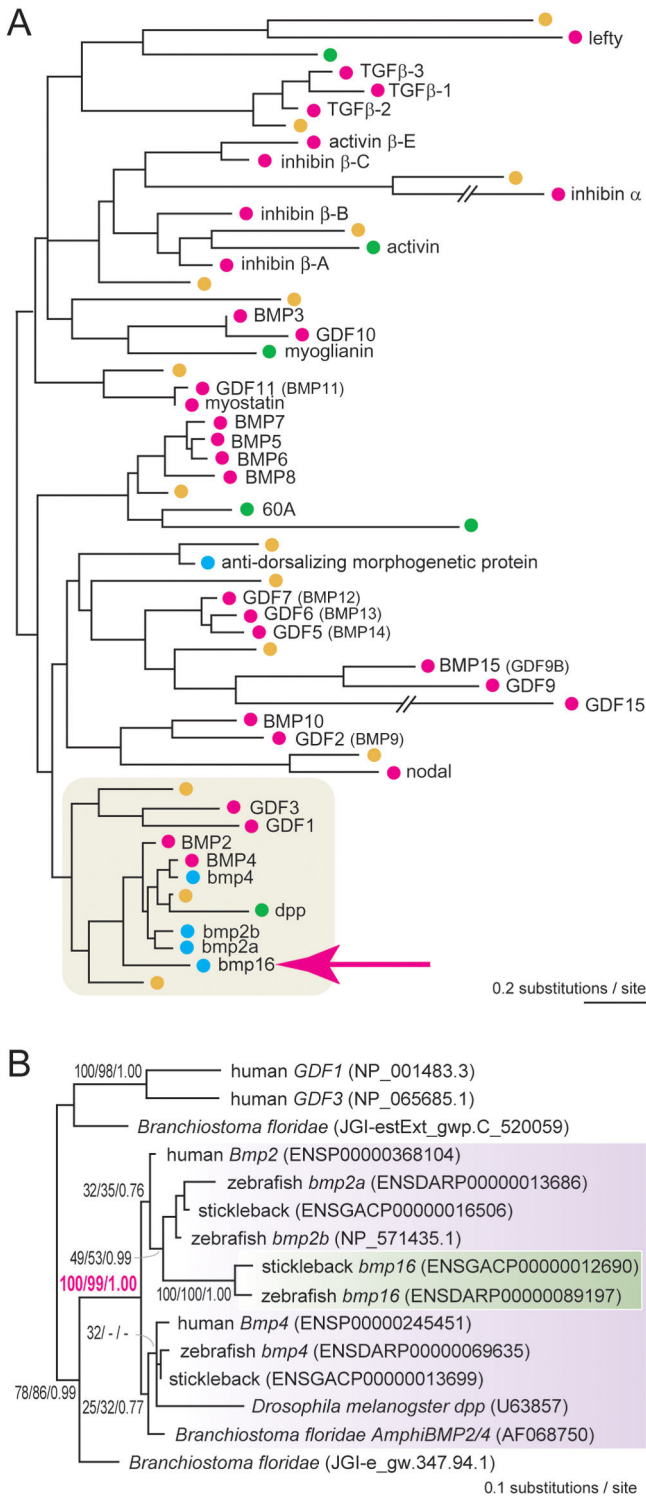 A
lefty
TGFβ-3
TGFβ-1
TGFβ-2
activin β-E
inhibin β-C
inhibin α
inhibin β-B
activin
inhibin β-A
BMP3
GDF10
myoglianin
GDF11 (BMP11)
myostatin
BMP7
BMP5
BMP6
BMP8
60A
anti-dorsalizing morphogenetic protein
GDF7 (BMP12)
GDF6 (BMP13)
GDF5 (BMP14)
BMP15 (GDF9B)
GDF9
GDF15
BMP10
GDF2 (BMP9)
nodal
GDF3
GDF1
BMP2
BMP4
bmp4
dpp
bmp2b
bmp2a
bmp16
0.2 substitutions / site
B
100/98/1.00
human GDF1 (NP_001483.3)
human GDF3 (NP_065685.1)
Branchiostoma floridae (JGI-estExt_gwp.C_520059)
human Bmp2 (ENSP00000368104)
32/35/0.76
zebrafish bmp2a (ENSDARP00000013686)
stickleback (ENSGACP00000016506)
zebrafish bmp2b (NP_571435.1)
49/53/0.99
stickleback bmp16 (ENSGACP00000012690)
100/99/1.00
100/100/1.00
zebrafish bmp16 (ENSDARP00000089197)
human Bmp4 (ENSP00000245451)
32/ - / -
zebrafish bmp4 (ENSDARP00000069635)
stickleback (ENSGACP00000013699)
78/86/0.99
25/32/0.77
Drosophila melanogster dpp (U63857)
Branchiostoma floridae AmphiBMP2/4 (AF068750)
Branchiostoma floridae (JGI-e_gw.347.94.1)
0.1 substitutions / site